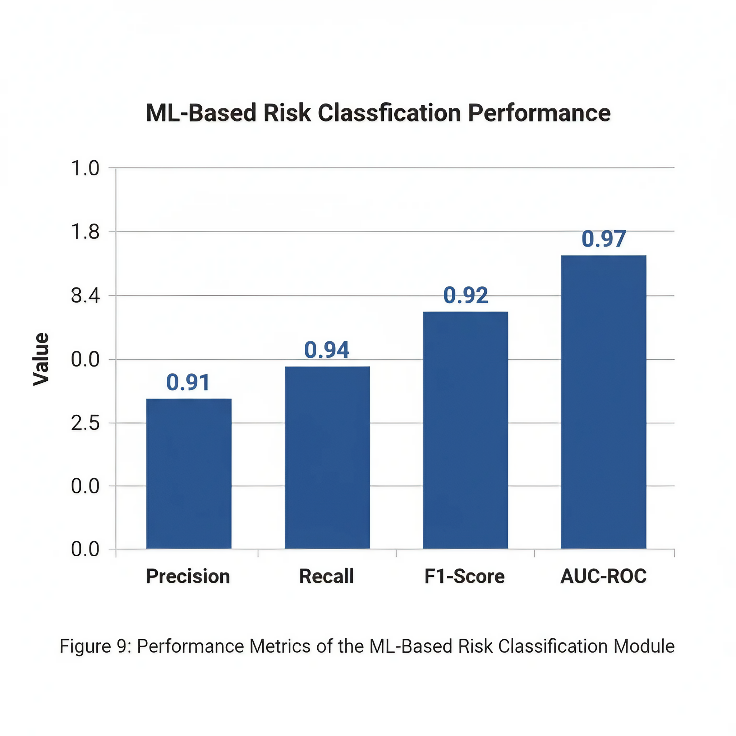 ML-Based Risk Classfication Performance
1.0
1.8
8.4
0.0
2.5
0.0
0.0
Value
0.91
0.94
0.92
0.97
Precision
Recall
F1-Score
AUC-ROC
Figure 9: Performance Metrics of the ML-Based Risk Classification Module